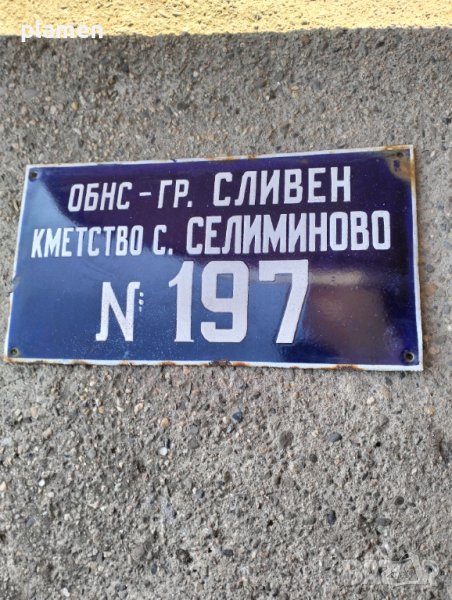 plamen
ОБНС - ГР. СЛИВЕН
КМЕТСТВО С. СЕЛИМИНОВО
№ 197